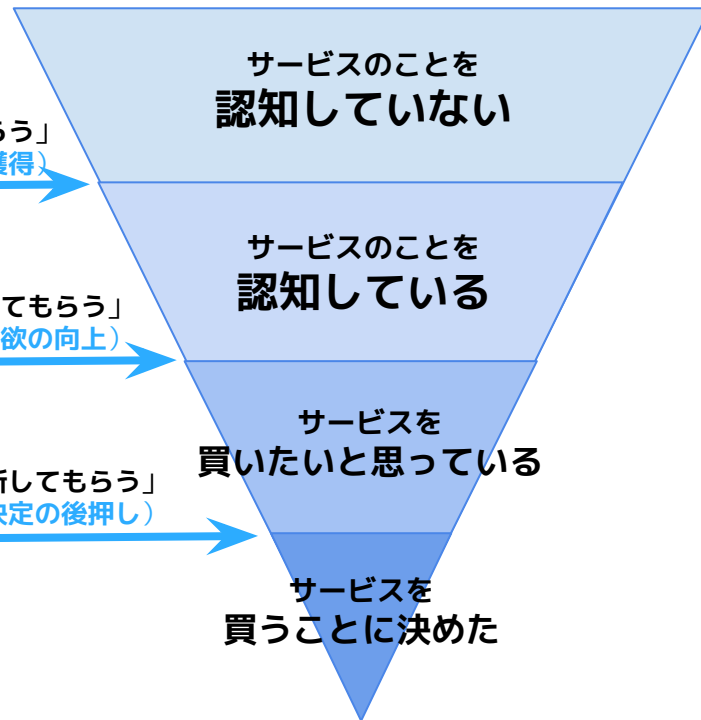 サービスのことを
認知していない
らう」
獲得）
サービスのことを
認知している
てもらう」
欲の向上）
サービスを
買いたいと思っている
断してもらう」
決定の後押し）
サービスを
買うことに決めた